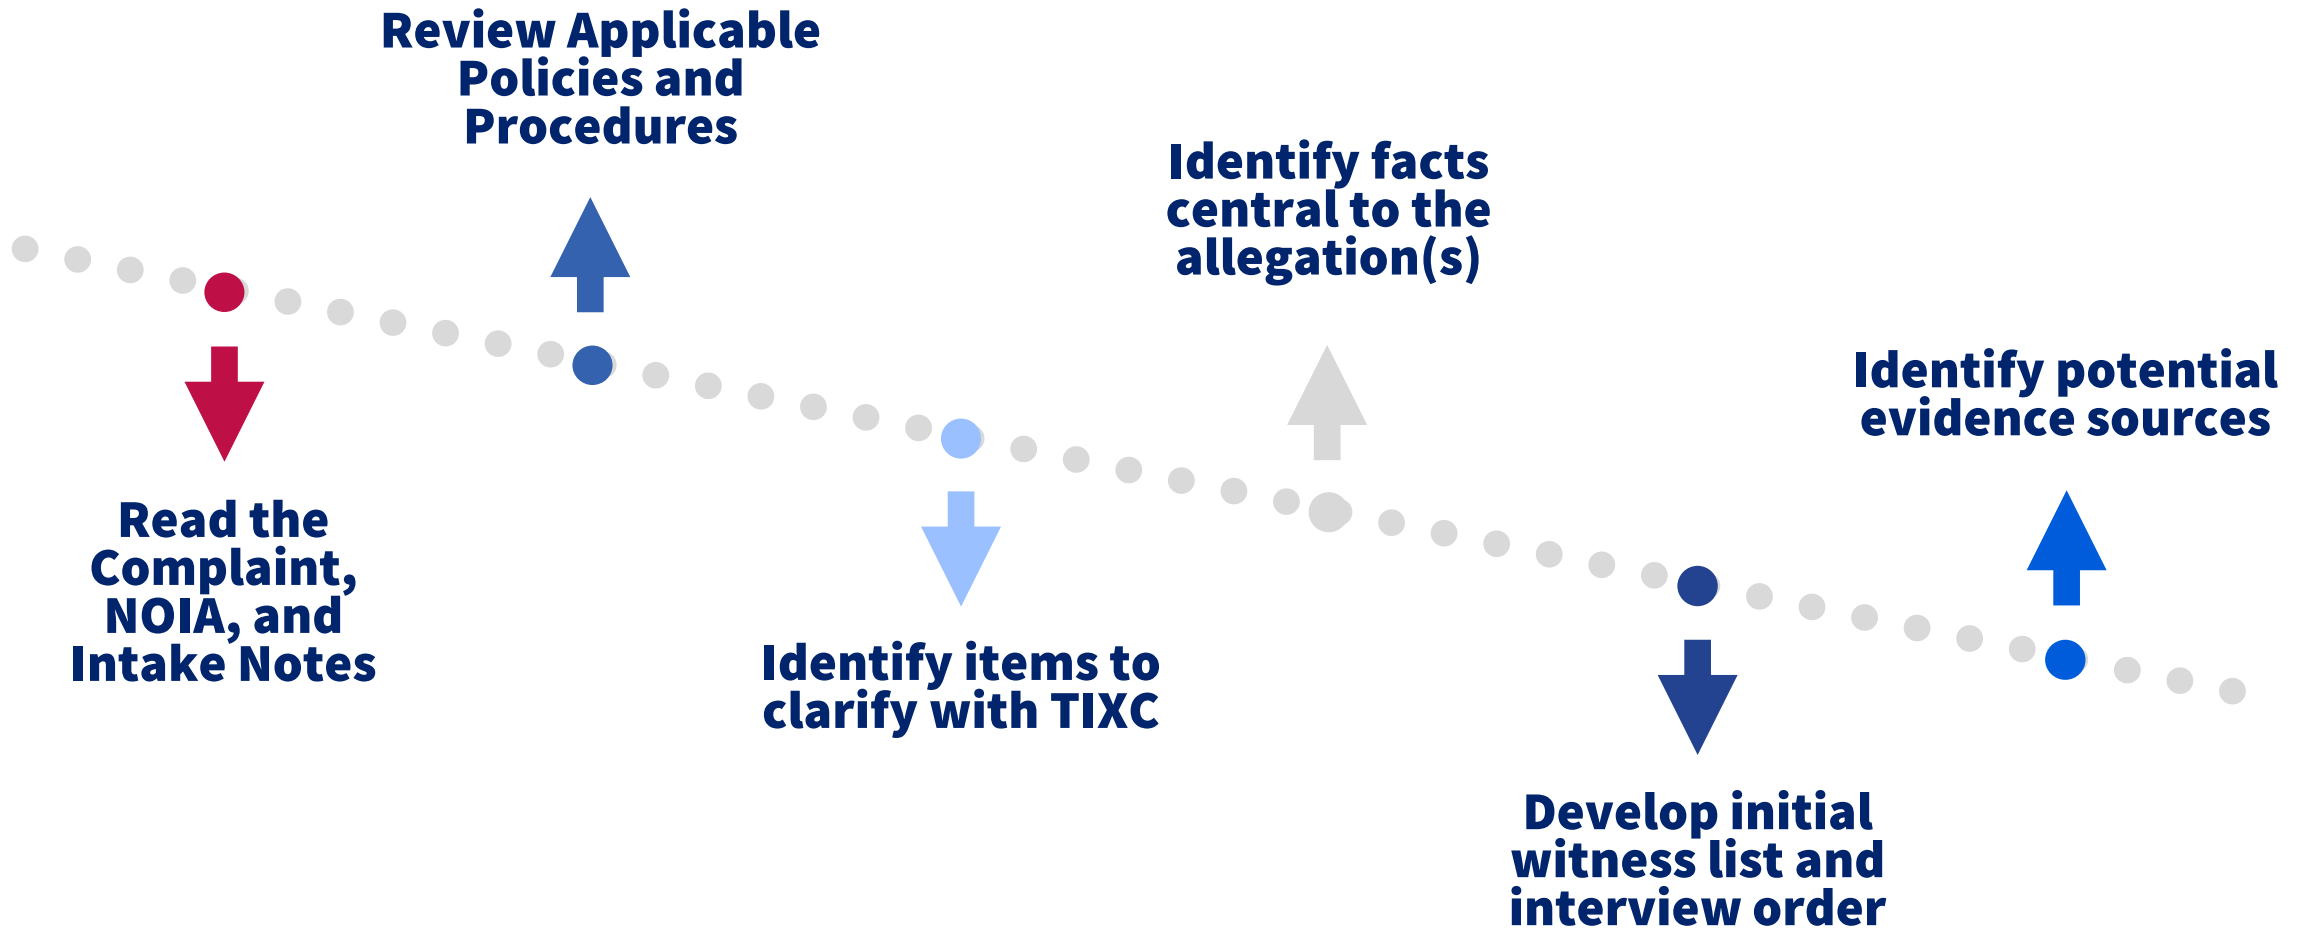 Review Applicable
Policies and
Procedures
Identify facts
central to the
allegation(s)
Identify potential
evidence sources
Read the
Complaint,
NOIA, and
Intake Notes
Identify items to
clarify with TIXC
Develop initial
witness list and
interview order